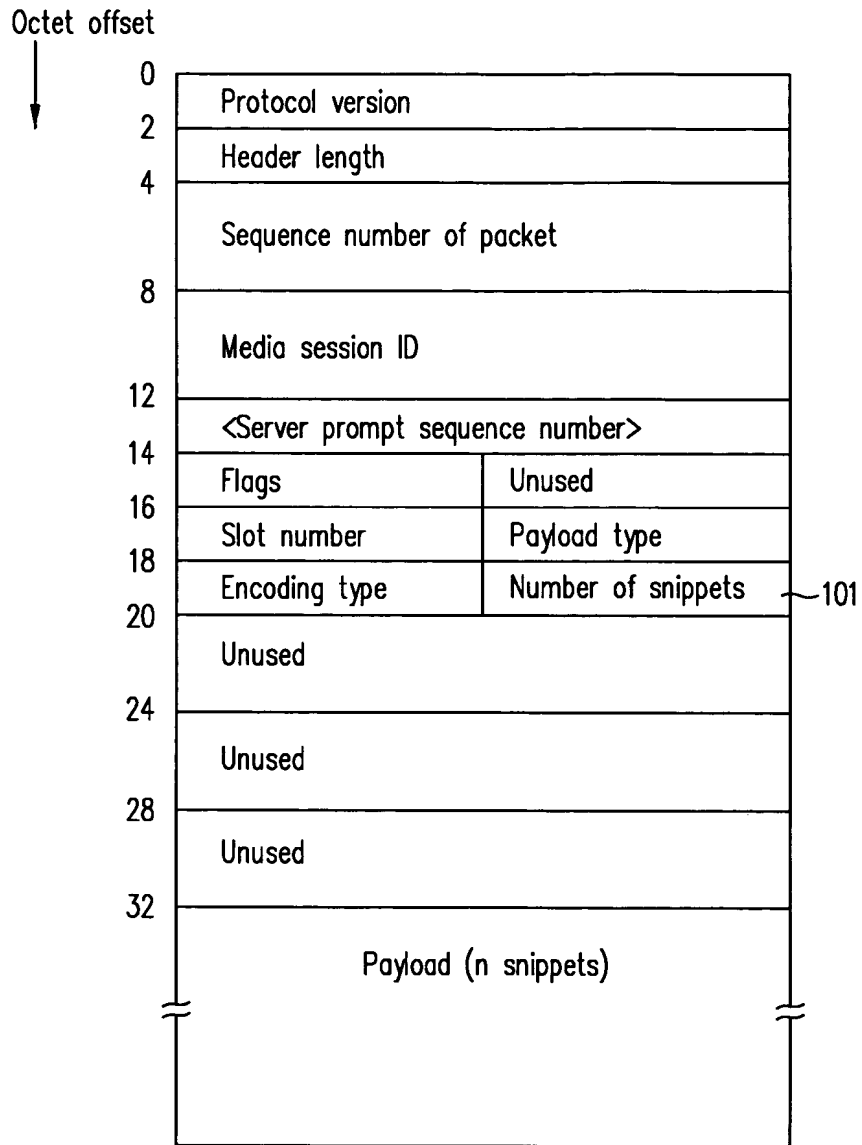 Octet offset
0
Protocol version
2
Header length
4
Sequence number of packet
8
Media session ID
12
<Server prompt sequence number>
14
Flags Unused
16
Slot number Payload type
18
Encoding type Number of snippets 101
20
Unused
24
Unused
28
Unused
32
Payload (n snippets)